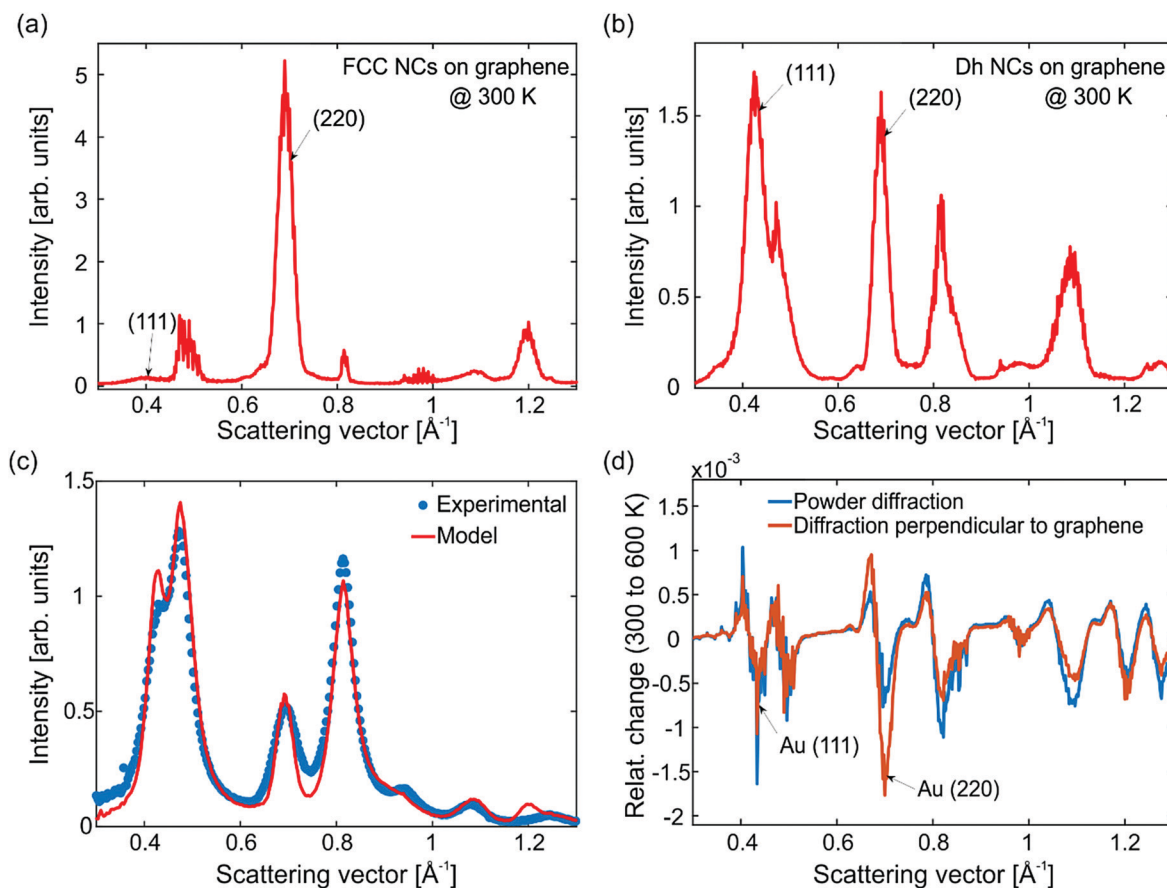 (a)
FCC NCs on graphene
@ 300 K
(220)
(111)
Intensity [arb. units]
5
4
3
2
1
0
0.4 0.6 0.8 1 1.2
Scattering vector [Å-1]
(b)
Dh NCs on graphene
@ 300 K
(111)
(220)
Intensity [arb. units]
1.5
1
0.5
0
0.4 0.6 0.8 1 1.2
Scattering vector [Å-1]
(c)
Experimental
Model
Intensity [arb. units]
1.5
1
0.5
0
0.4 0.6 0.8 1 1.2
Scattering vector [Å-1]
(d)
x10-3
Powder diffraction
Diffraction perpendicular to graphene
Relat. change (300 to 600 K)
1.5
1
0.5
0
-0.5
-1
-1.5
-2
Au (111)
Au (220)
0.4 0.6 0.8 1 1.2
Scattering vector [Å-1]